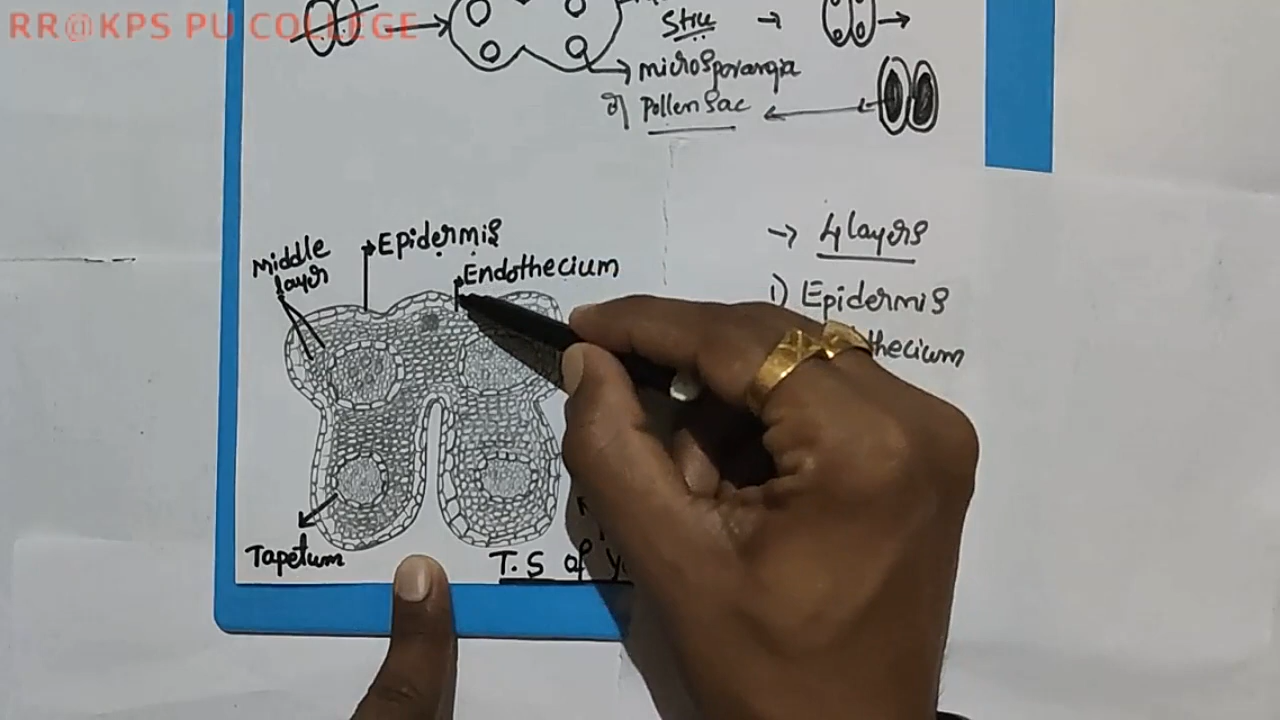 RR@KPS PU COLLEGE
Stru →
microsporangia
Pollen Sac
→ 4 layers
Epidermis
Middle
layer
Endothecium
1) Epidermis
thecium
Tapetum
T.S of